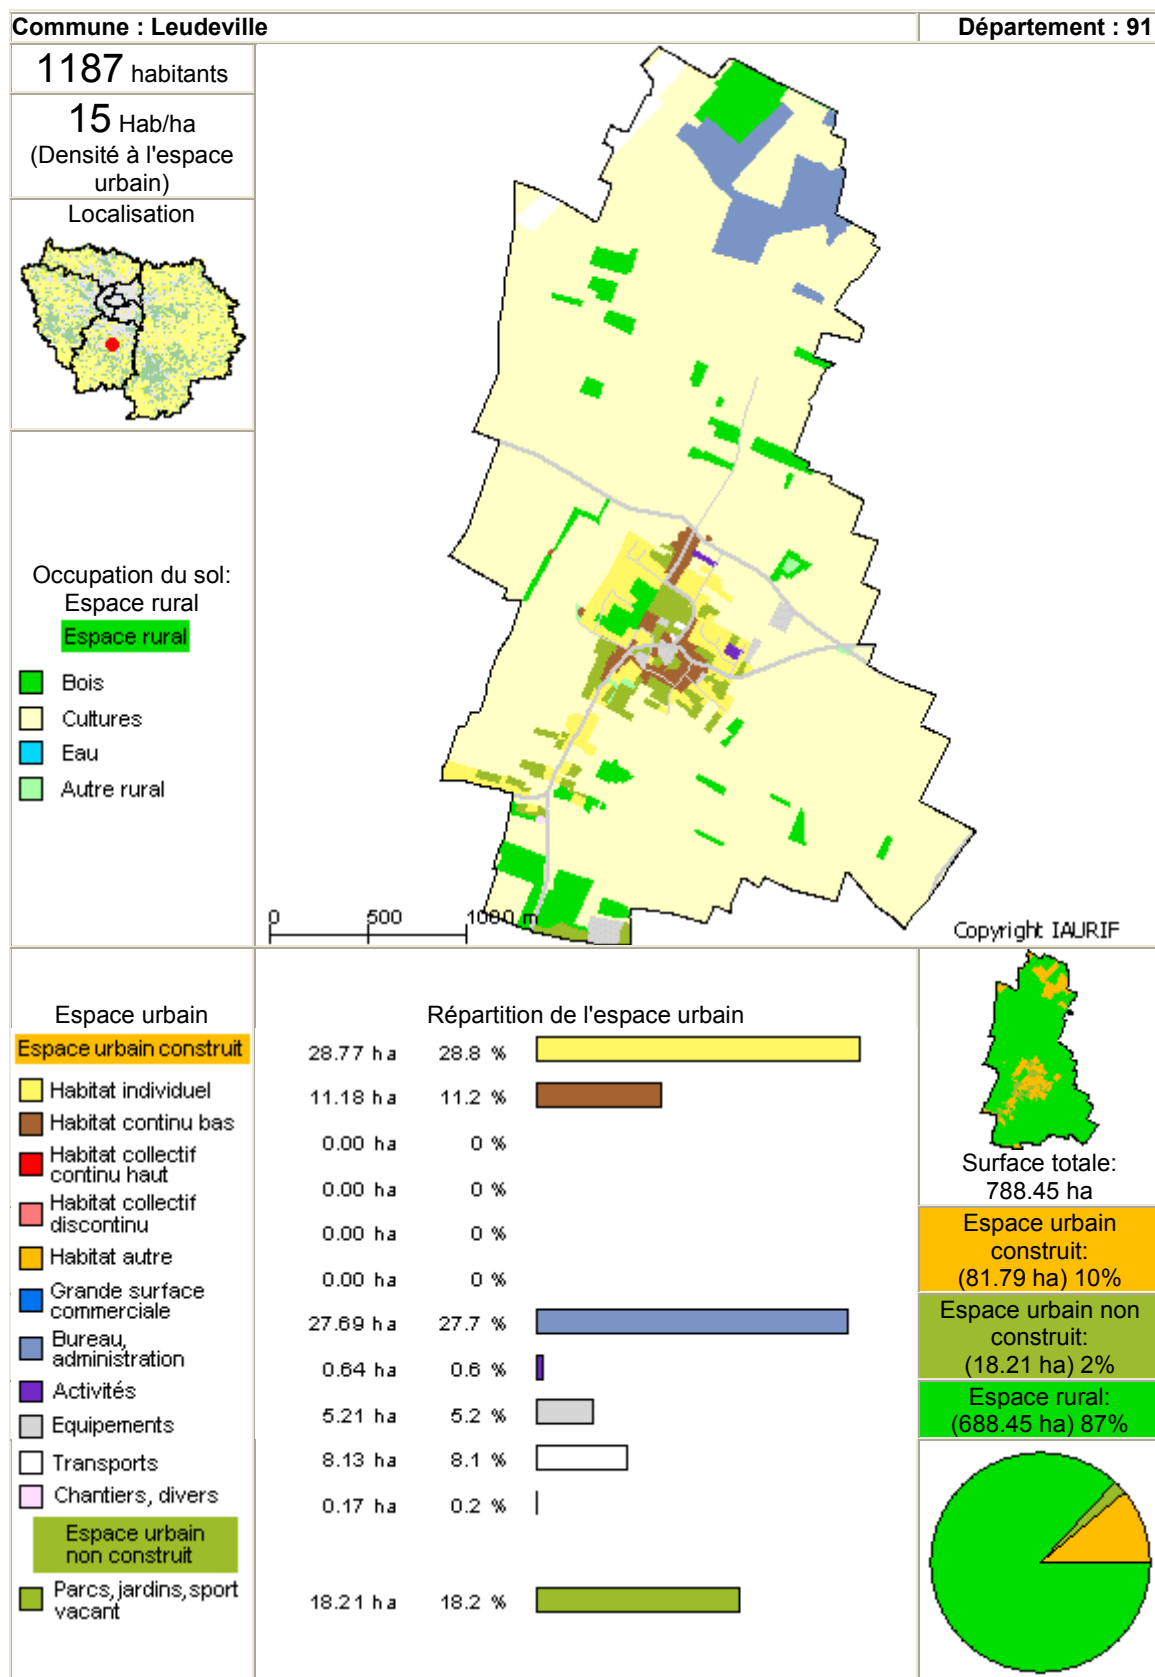 Commune : Leudeville
Département : 91
1187 habitants
15 Hab/ha
(Densité à l'espace
urbain)
Localisation
Occupation du sol:
Espace rural
Espace rural
Bois
Cultures
Eau
Autre rural
0 500 1000 m
Copyright IAURIF
Espace urbain
Espace urbain construit
Habitat individuel
Habitat continu bas
Habitat collectif
continu haut
Habitat collectif
discontinu
Habitat autre
Grande surface
commerciale
Bureau,
administration
Activités
Equipements
Transports
Chantiers, divers
Espace urbain
non construit
Parcs, jardins, sport
vacant
Répartition de l'espace urbain
28.77 ha 28.8 %
11.18 ha 11.2 %
0.00 ha 0 %
0.00 ha 0 %
0.00 ha 0 %
0.00 ha 0 %
27.69 ha 27.7 %
0.64 ha 0.6 %
5.21 ha 5.2 %
8.13 ha 8.1 %
0.17 ha 0.2 %
18.21 ha 18.2 %
Surface totale:
788.45 ha
Espace urbain
construit:
(81.79 ha) 10%
Espace urbain non
construit:
(18.21 ha) 2%
Espace rural:
(688.45 ha) 87%